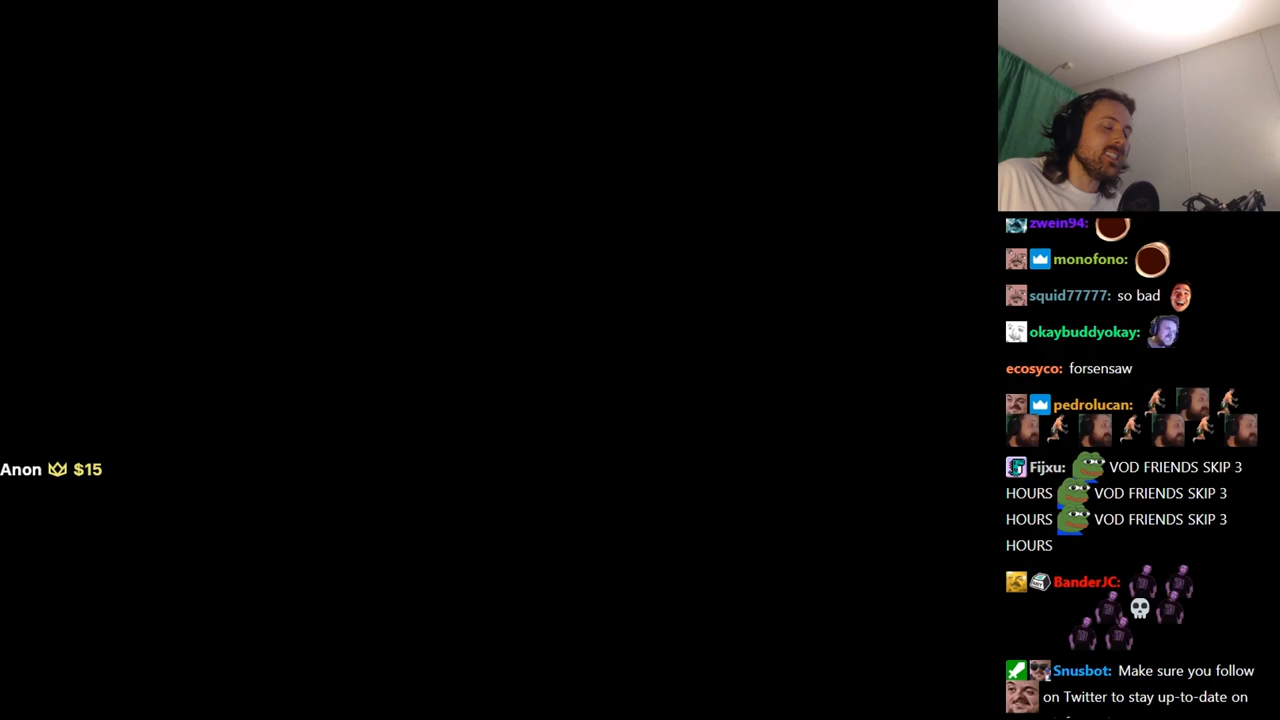 zwein94:
monofono:
squid77777: so bad
okaybuddyokay:
ecosyco: forsensaw
pedrolucan:
Anon $15
Fijxu: VOD FRIENDS SKIP 3
HOURS VOD FRIENDS SKIP 3
HOURS VOD FRIENDS SKIP 3
HOURS
BanderJC:
Snusbot: Make sure you follow
on Twitter to stay up-to-date on